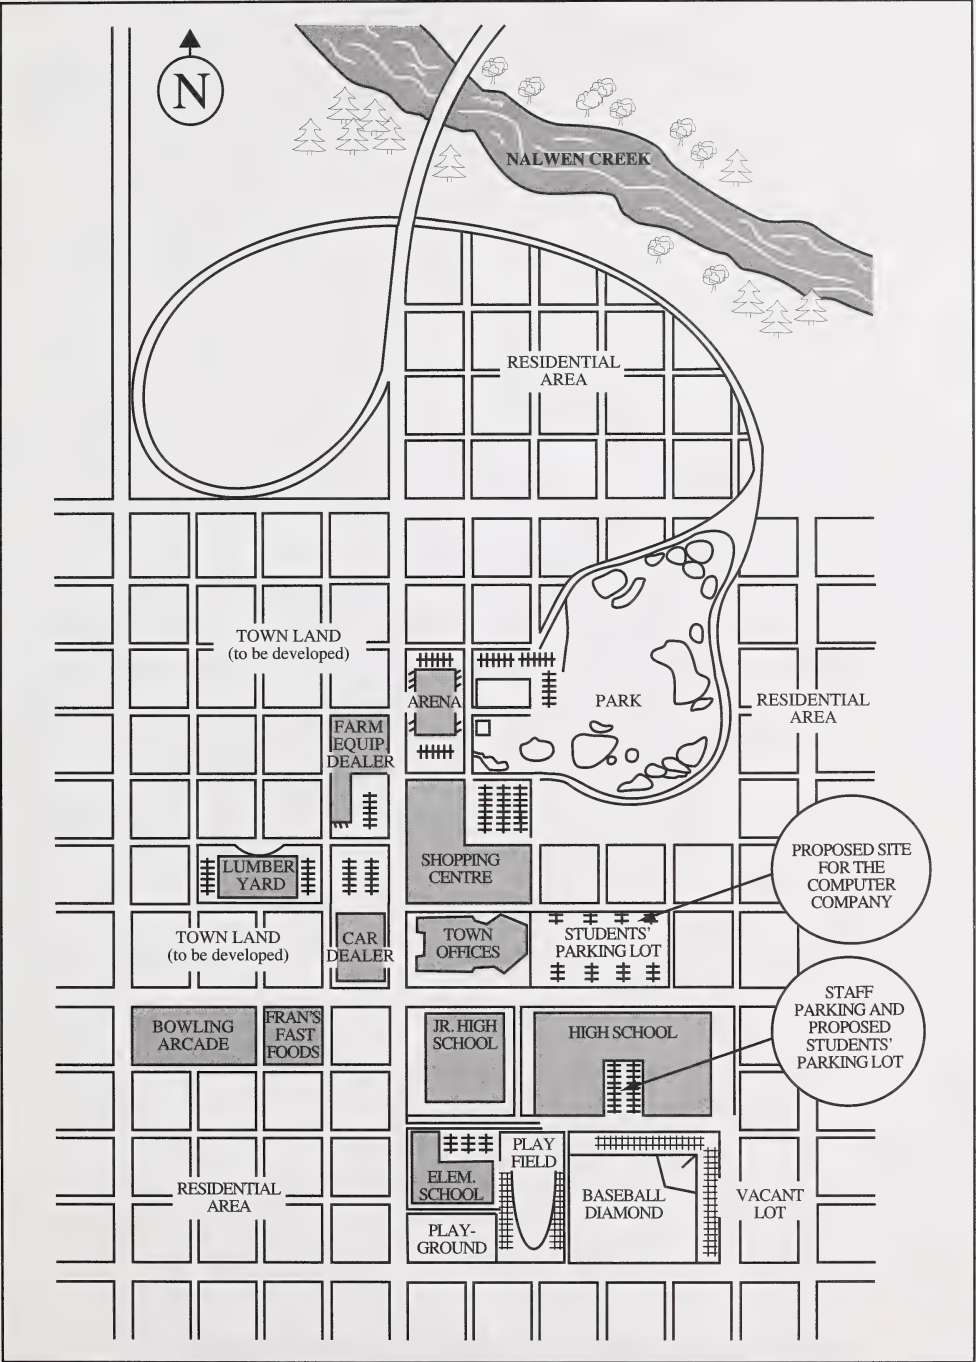 N
NALWEN CREEK
RESIDENTIAL
AREA
TOWN LAND
(to be developed)
ARENA
PARK
RESIDENTIAL
AREA
FARM
EQUIP.
DEALER
LUMBER
YARD
SHOPPING
CENTRE
PROPOSED SITE
FOR THE
COMPUTER
COMPANY
TOWN LAND
(to be developed)
CAR
DEALER
TOWN
OFFICES
STUDENTS'
PARKING LOT
STAFF
PARKING AND
PROPOSED
STUDENTS'
PARKING LOT
BOWLING
ARCADE
FRAN'S
FAST
FOODS
JR. HIGH
SCHOOL
HIGH SCHOOL
PLAY
FIELD
ELEM.
SCHOOL
RESIDENTIAL
AREA
BASEBALL
DIAMOND
VACANT
LOT
PLAY-
GROUND